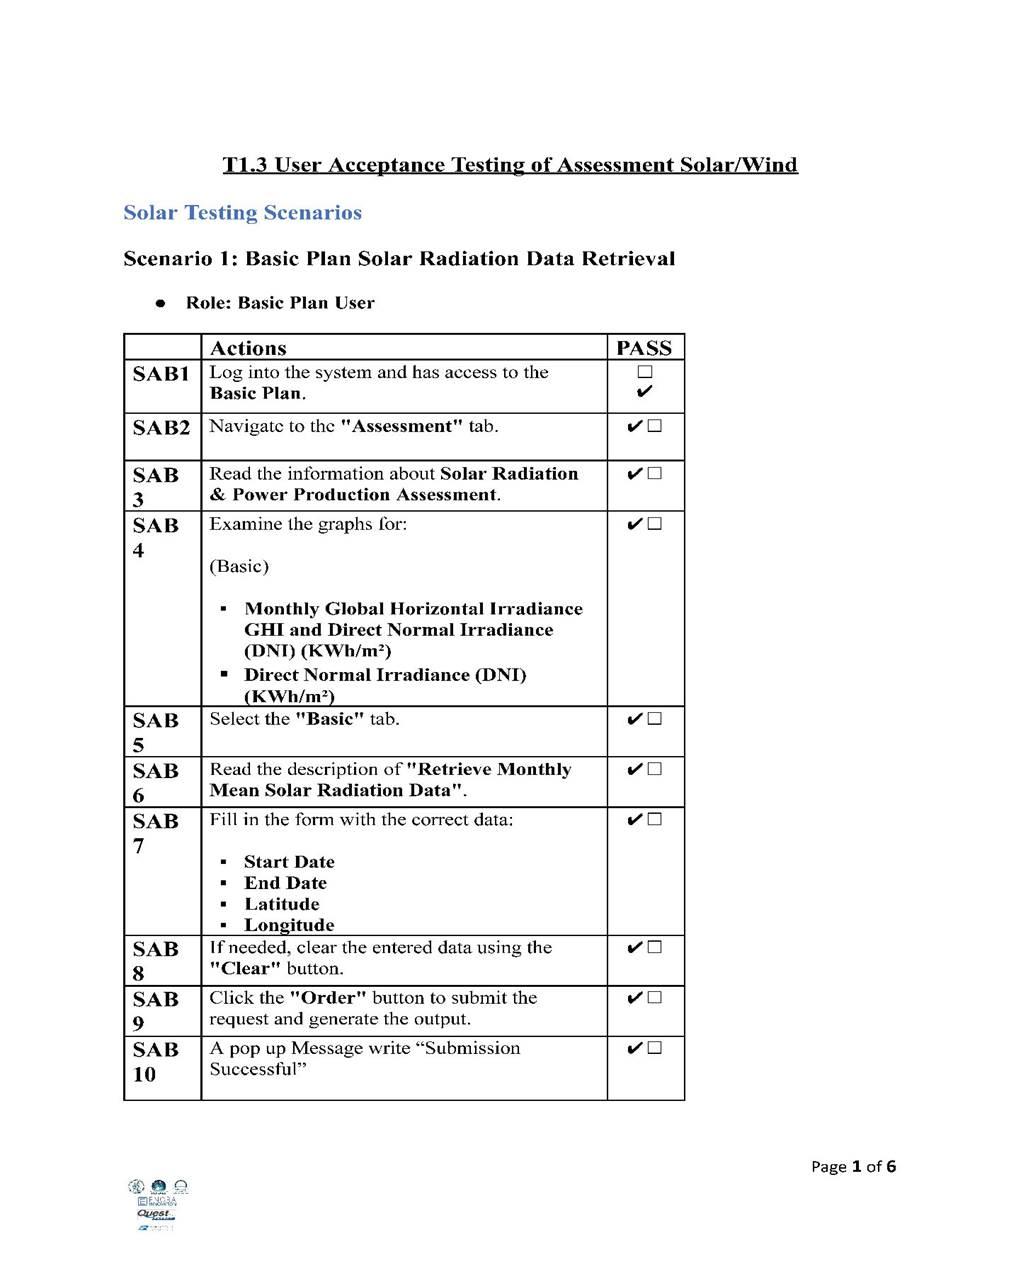 T1.3 User Acceptance Testing of Assessment Solar/Wind
Solar Testing Scenarios
Scenario 1: Basic Plan Solar Radiation Data Retrieval
● Role: Basic Plan User
Actions PASS
SAB1 Log into the system and has access to the ☐
Basic Plan. ✔
SAB2 Navigate to the "Assessment" tab. ✔☐
SAB Read the information about Solar Radiation ✔☐
3 & Power Production Assessment.
SAB Examine the graphs for: ✔☐
4
(Basic)
▪ Monthly Global Horizontal Irradiance
GHI and Direct Normal Irradiance
(DNI) (KWh/m²)
▪ Direct Normal Irradiance (DNI)
(KWh/m²)
SAB Select the "Basic" tab. ✔☐
5
SAB Read the description of "Retrieve Monthly ✔☐
6 Mean Solar Radiation Data".
SAB Fill in the form with the correct data: ✔☐
7
▪ Start Date
▪ End Date
▪ Latitude
▪ Longitude
SAB If needed, clear the entered data using the ✔☐
8 "Clear" button.
SAB Click the "Order" button to submit the ✔☐
9 request and generate the output.
SAB A pop up Message write “Submission ✔☐
10 Successful”
Page 1 of 6
Quest